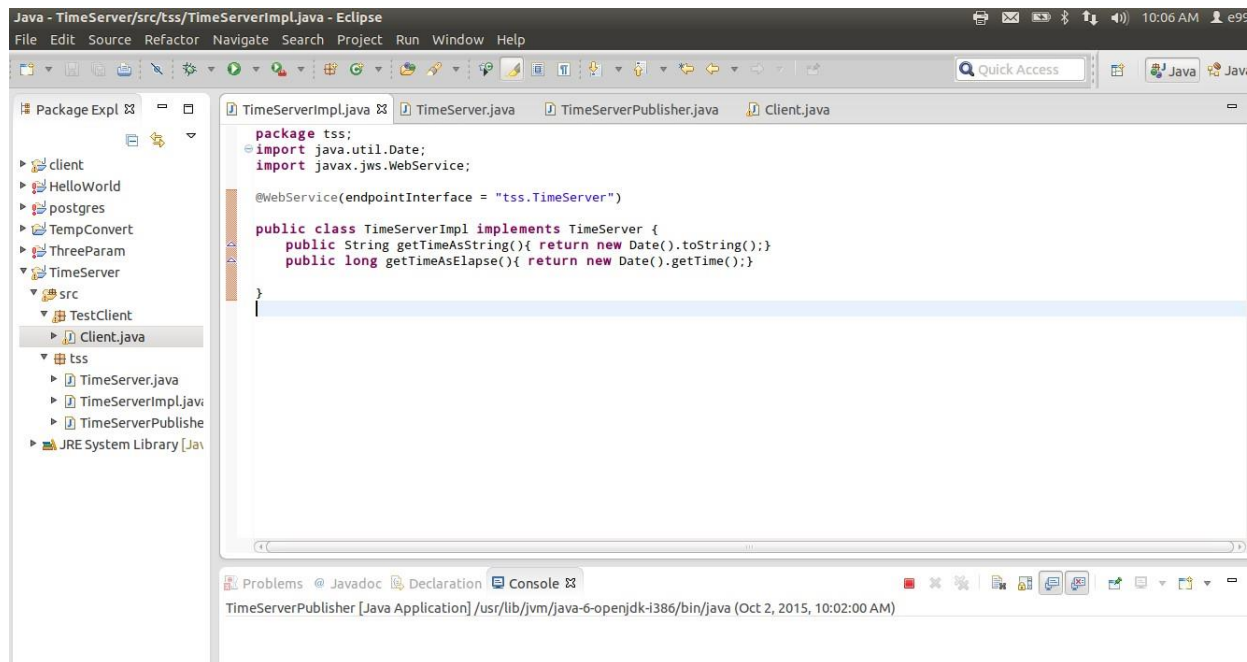 Java - TimeServer/src/tss/TimeServerImpl.java - Eclipse
10:06 AM e99
File Edit Source Refactor Navigate Search Project Run Window Help
Quick Access
Java
Java
Package Expl
TimeServerImpl.java
TimeServer.java
TimeServerPublisher.java
Client.java
client
HelloWorld
postgres
TempConvert
ThreeParam
TimeServer
src
TestClient
Client.java
tss
TimeServer.java
TimeServerImpl.java
TimeServerPublishe
JRE System Library [Jav
package tss;
import java.util.Date;
import javax.jws.WebService;
@WebService(endpointInterface = "tss.TimeServer")
public class TimeServerImpl implements TimeServer {
public String getTimeAsString(){ return new Date().toString();}
public long getTimeAsElapse(){ return new Date().getTime();}
}
Problems @ Javadoc Declaration Console
TimeServerPublisher [Java Application] /usr/lib/jvm/java-6-openjdk-i386/bin/java (Oct 2, 2015, 10:02:00 AM)